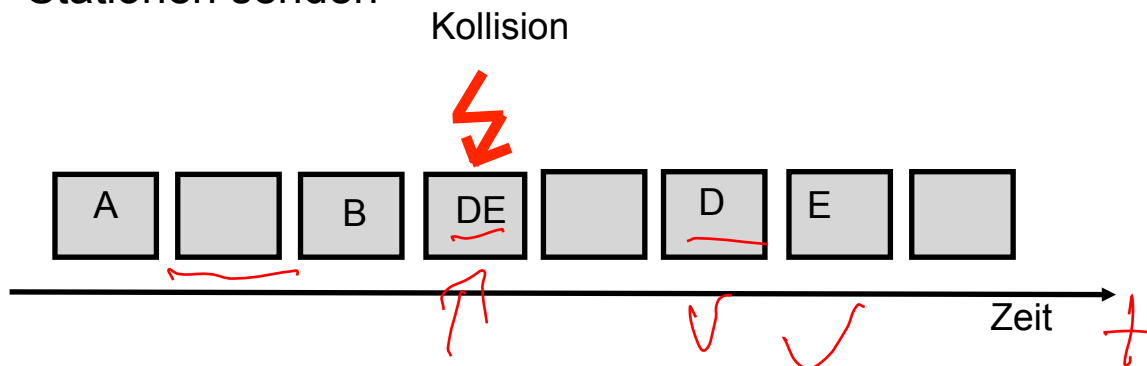 Stationen senden
Kollision
A B DE D E
Zeit
t